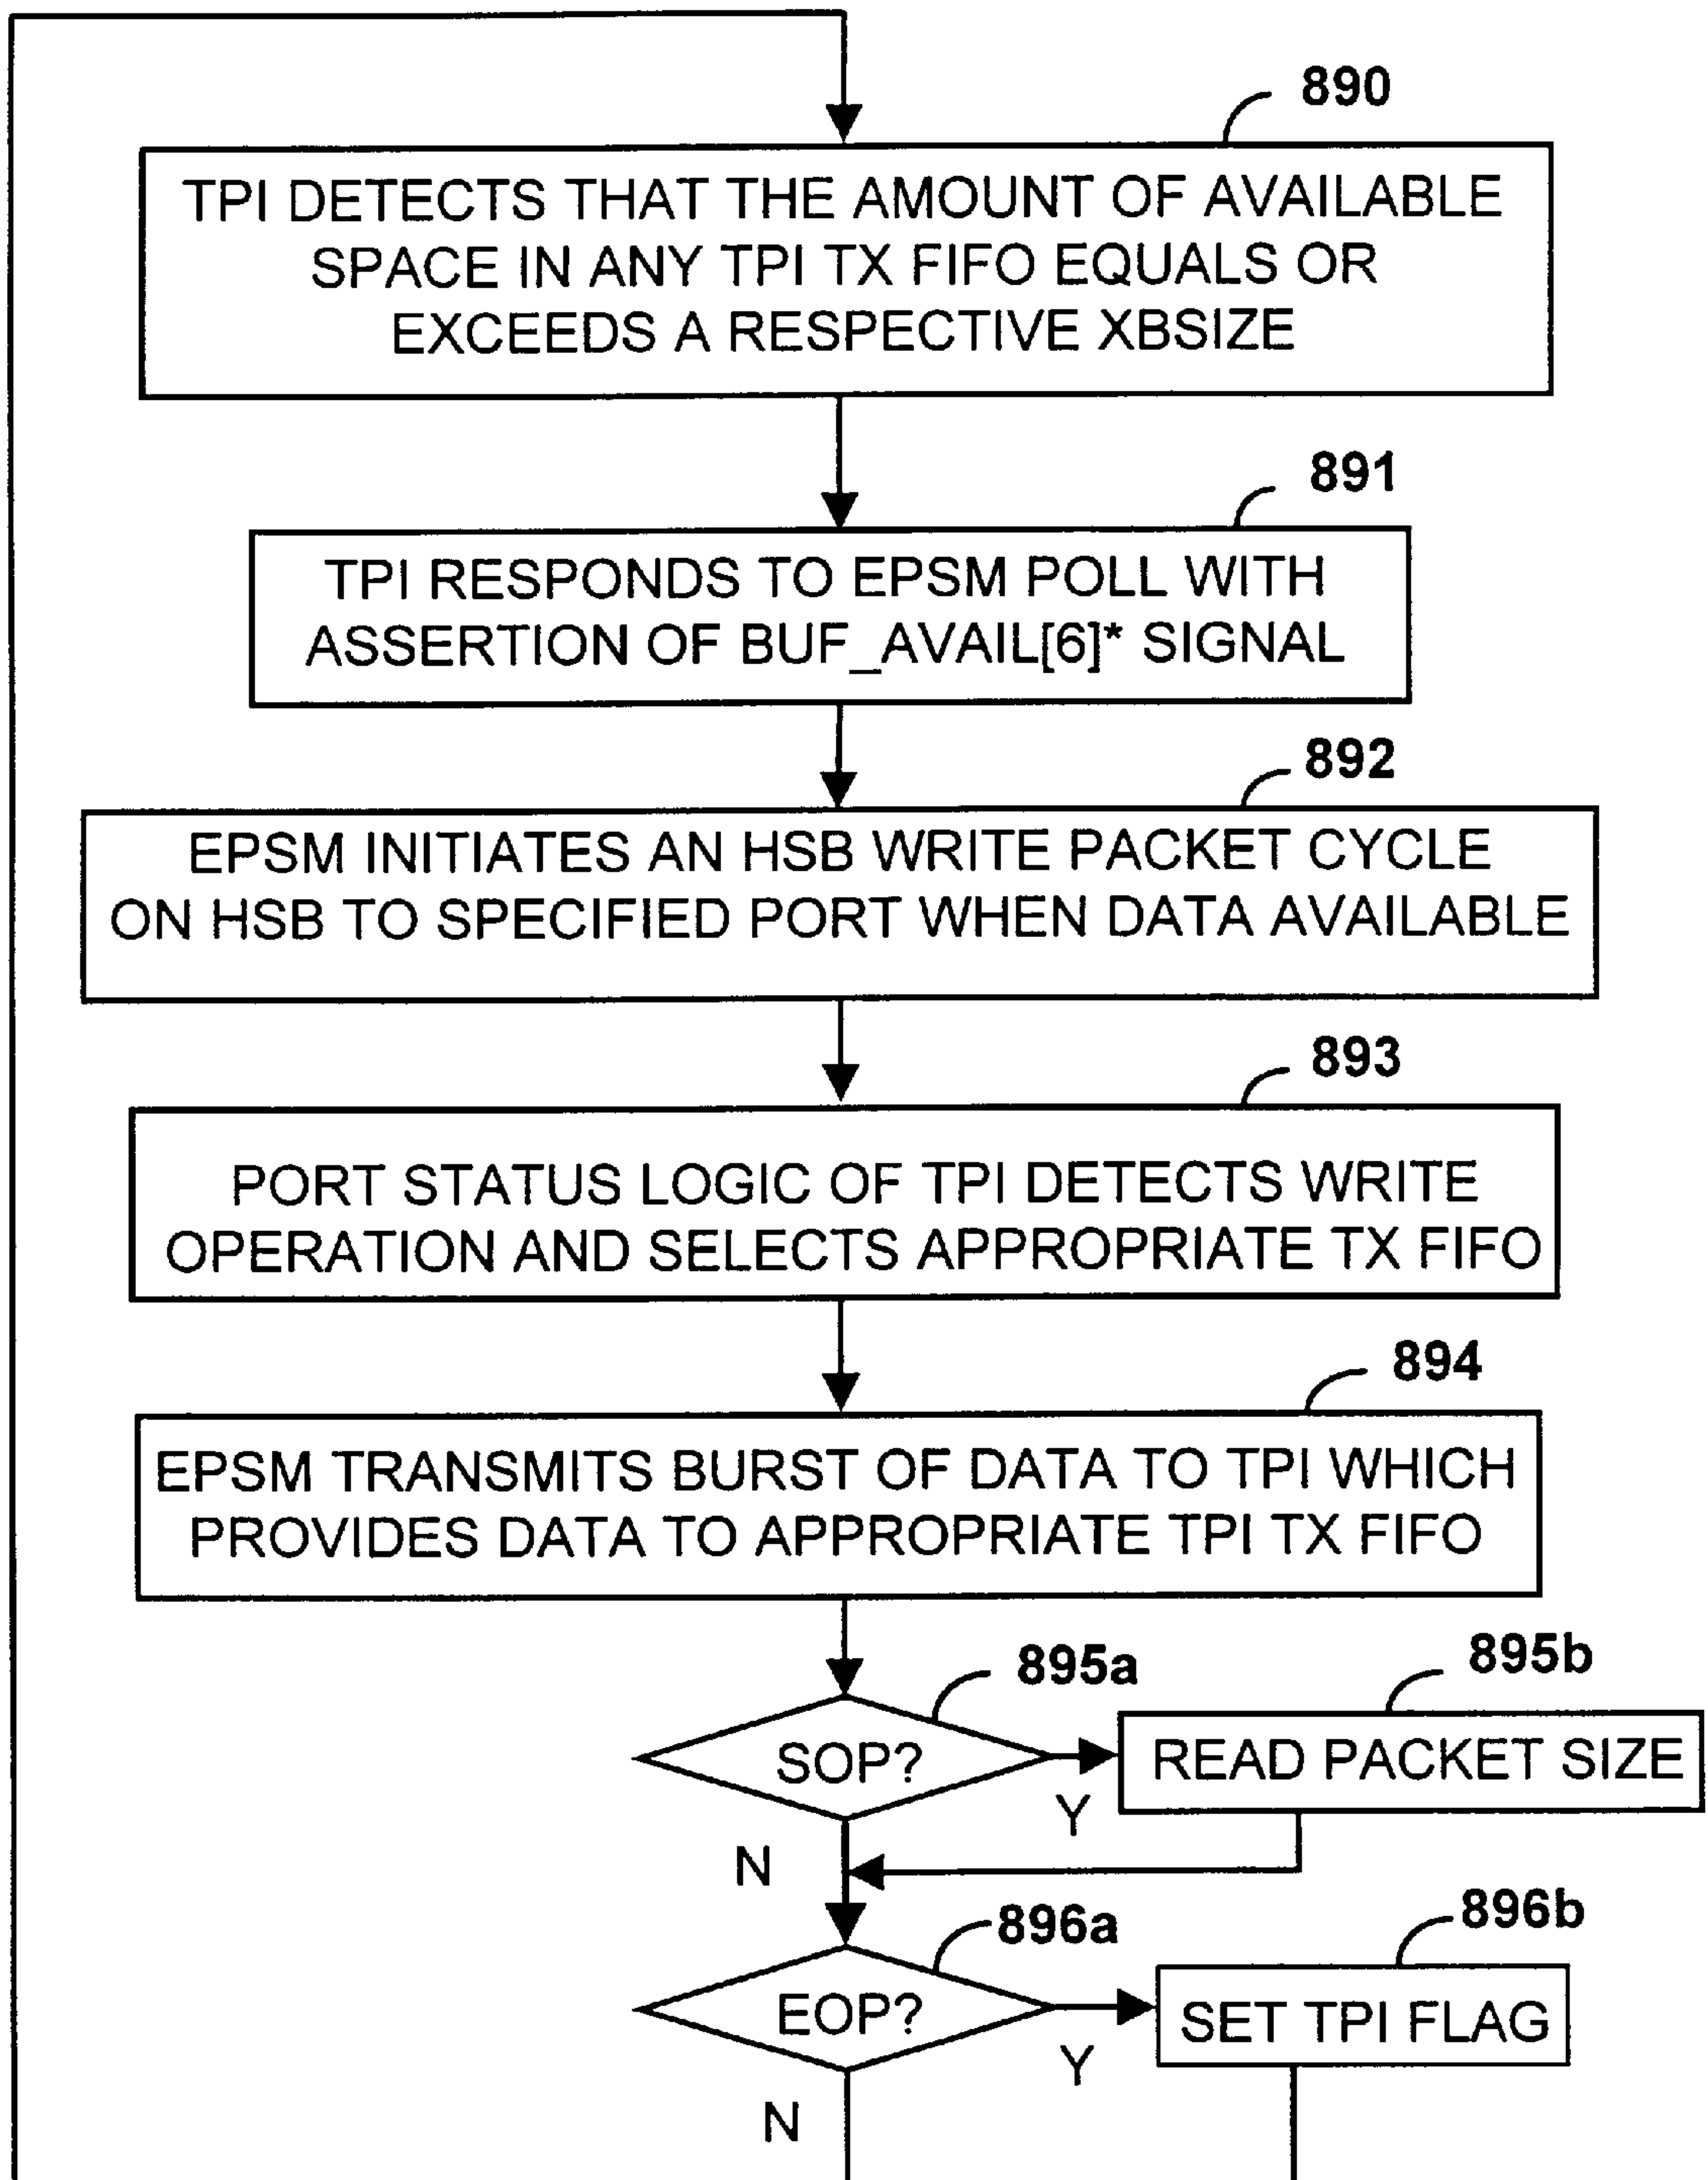 890
TPI DETECTS THAT THE AMOUNT OF AVAILABLE
SPACE IN ANY TPI TX FIFO EQUALS OR
EXCEEDS A RESPECTIVE XBSIZE
891
TPI RESPONDS TO EPSM POLL WITH
ASSERTION OF BUF_AVAIL[6]* SIGNAL
892
EPSM INITIATES AN HSB WRITE PACKET CYCLE
ON HSB TO SPECIFIED PORT WHEN DATA AVAILABLE
893
PORT STATUS LOGIC OF TPI DETECTS WRITE
OPERATION AND SELECTS APPROPRIATE TX FIFO
894
EPSM TRANSMITS BURST OF DATA TO TPI WHICH
PROVIDES DATA TO APPROPRIATE TPI TX FIFO
895a
895b
SOP?
READ PACKET SIZE
Y
N
896a
896b
EOP?
SET TPI FLAG
Y
N